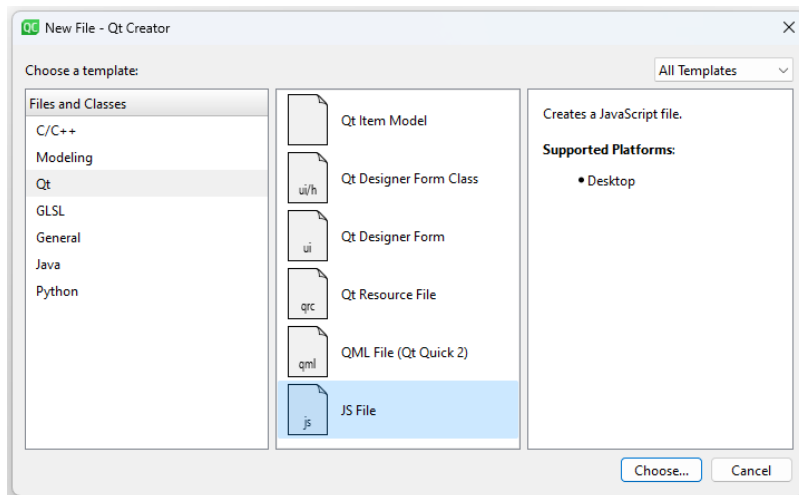 QC New File - Qt Creator
Choose a template:
All Templates
Files and Classes
C/C++
Modeling
Qt
GLSL
General
Java
Python
Qt Item Model
ui/h
Qt Designer Form Class
ui
Qt Designer Form
qrc
Qt Resource File
qml
QML File (Qt Quick 2)
js
JS File
Creates a JavaScript file.
Supported Platforms:
• Desktop
Choose...
Cancel